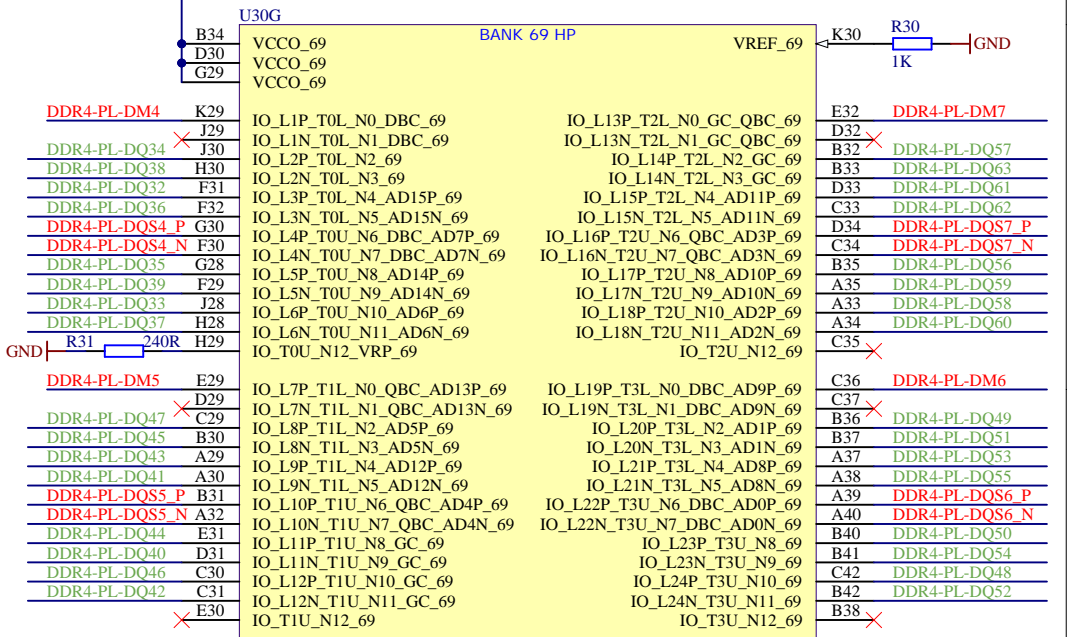 U30G
BANK 69 HP
B34 VCCO_69 VREF_69 K30 R30 1K GND
D30 VCCO_69
G29 VCCO_69
DDR4-PL-DM4 K29 IO_L1P_T0L_N0_DBC_69 IO_L13P_T2L_N0_GC_QBC_69 E32 DDR4-PL-DM7
J29 IO_L1N_T0L_N1_DBC_69 IO_L13N_T2L_N1_GC_QBC_69 D32
DDR4-PL-DQ34 J30 IO_L2P_T0L_N2_69 IO_L14P_T2L_N2_GC_69 B32 DDR4-PL-DQ57
DDR4-PL-DQ38 H30 IO_L2N_T0L_N3_69 IO_L14N_T2L_N3_GC_69 B33 DDR4-PL-DQ63
DDR4-PL-DQ32 F31 IO_L3P_T0L_N4_AD15P_69 IO_L15P_T2L_N4_AD11P_69 D33 DDR4-PL-DQ61
DDR4-PL-DQ36 F32 IO_L3N_T0L_N5_AD15N_69 IO_L15N_T2L_N5_AD11N_69 C33 DDR4-PL-DQ62
DDR4-PL-DQS4_P G30 IO_L4P_T0U_N6_DBC_AD7P_69 IO_L16P_T2U_N6_QBC_AD3P_69 D34 DDR4-PL-DQS7_P
DDR4-PL-DQS4_N F30 IO_L4N_T0U_N7_DBC_AD7N_69 IO_L16N_T2U_N7_QBC_AD3N_69 C34 DDR4-PL-DQS7_N
DDR4-PL-DQ35 G28 IO_L5P_T0U_N8_AD14P_69 IO_L17P_T2U_N8_AD10P_69 B35 DDR4-PL-DQ56
DDR4-PL-DQ39 F29 IO_L5N_T0U_N9_AD14N_69 IO_L17N_T2U_N9_AD10N_69 A35 DDR4-PL-DQ59
DDR4-PL-DQ33 J28 IO_L6P_T0U_N10_AD6P_69 IO_L18P_T2U_N10_AD2P_69 A33 DDR4-PL-DQ58
DDR4-PL-DQ37 H28 IO_L6N_T0U_N11_AD6N_69 IO_L18N_T2U_N11_AD2N_69 A34 DDR4-PL-DQ60
GND R31 240R H29 IO_T0U_N12_VRP_69 IO_T2U_N12_69 C35
DDR4-PL-DM5 E29 IO_L7P_T1L_N0_QBC_AD13P_69 IO_L19P_T3L_N0_DBC_AD9P_69 C36 DDR4-PL-DM6
D29 IO_L7N_T1L_N1_QBC_AD13N_69 IO_L19N_T3L_N1_DBC_AD9N_69 C37
DDR4-PL-DQ47 C29 IO_L8P_T1L_N2_AD5P_69 IO_L20P_T3L_N2_AD1P_69 B36 DDR4-PL-DQ49
DDR4-PL-DQ45 B30 IO_L8N_T1L_N3_AD5N_69 IO_L20N_T3L_N3_AD1N_69 B37 DDR4-PL-DQ51
DDR4-PL-DQ43 A29 IO_L9P_T1L_N4_AD12P_69 IO_L21P_T3L_N4_AD8P_69 A37 DDR4-PL-DQ53
DDR4-PL-DQ41 A30 IO_L9N_T1L_N5_AD12N_69 IO_L21N_T3L_N5_AD8N_69 A38 DDR4-PL-DQ55
DDR4-PL-DQS5_P B31 IO_L10P_T1U_N6_QBC_AD4P_69 IO_L22P_T3U_N6_DBC_AD0P_69 A39 DDR4-PL-DQS6_P
DDR4-PL-DQS5_N A32 IO_L10N_T1U_N7_QBC_AD4N_69 IO_L22N_T3U_N7_DBC_AD0N_69 A40 DDR4-PL-DQS6_N
DDR4-PL-DQ44 E31 IO_L11P_T1U_N8_GC_69 IO_L23P_T3U_N8_69 B40 DDR4-PL-DQ50
DDR4-PL-DQ40 D31 IO_L11N_T1U_N9_GC_69 IO_L23N_T3U_N9_69 B41 DDR4-PL-DQ54
DDR4-PL-DQ46 C30 IO_L12P_T1U_N10_GC_69 IO_L24P_T3U_N10_69 C42 DDR4-PL-DQ48
DDR4-PL-DQ42 C31 IO_L12N_T1U_N11_GC_69 IO_L24N_T3U_N11_69 B42 DDR4-PL-DQ52
E30 IO_T1U_N12_69 IO_T3U_N12_69 B38